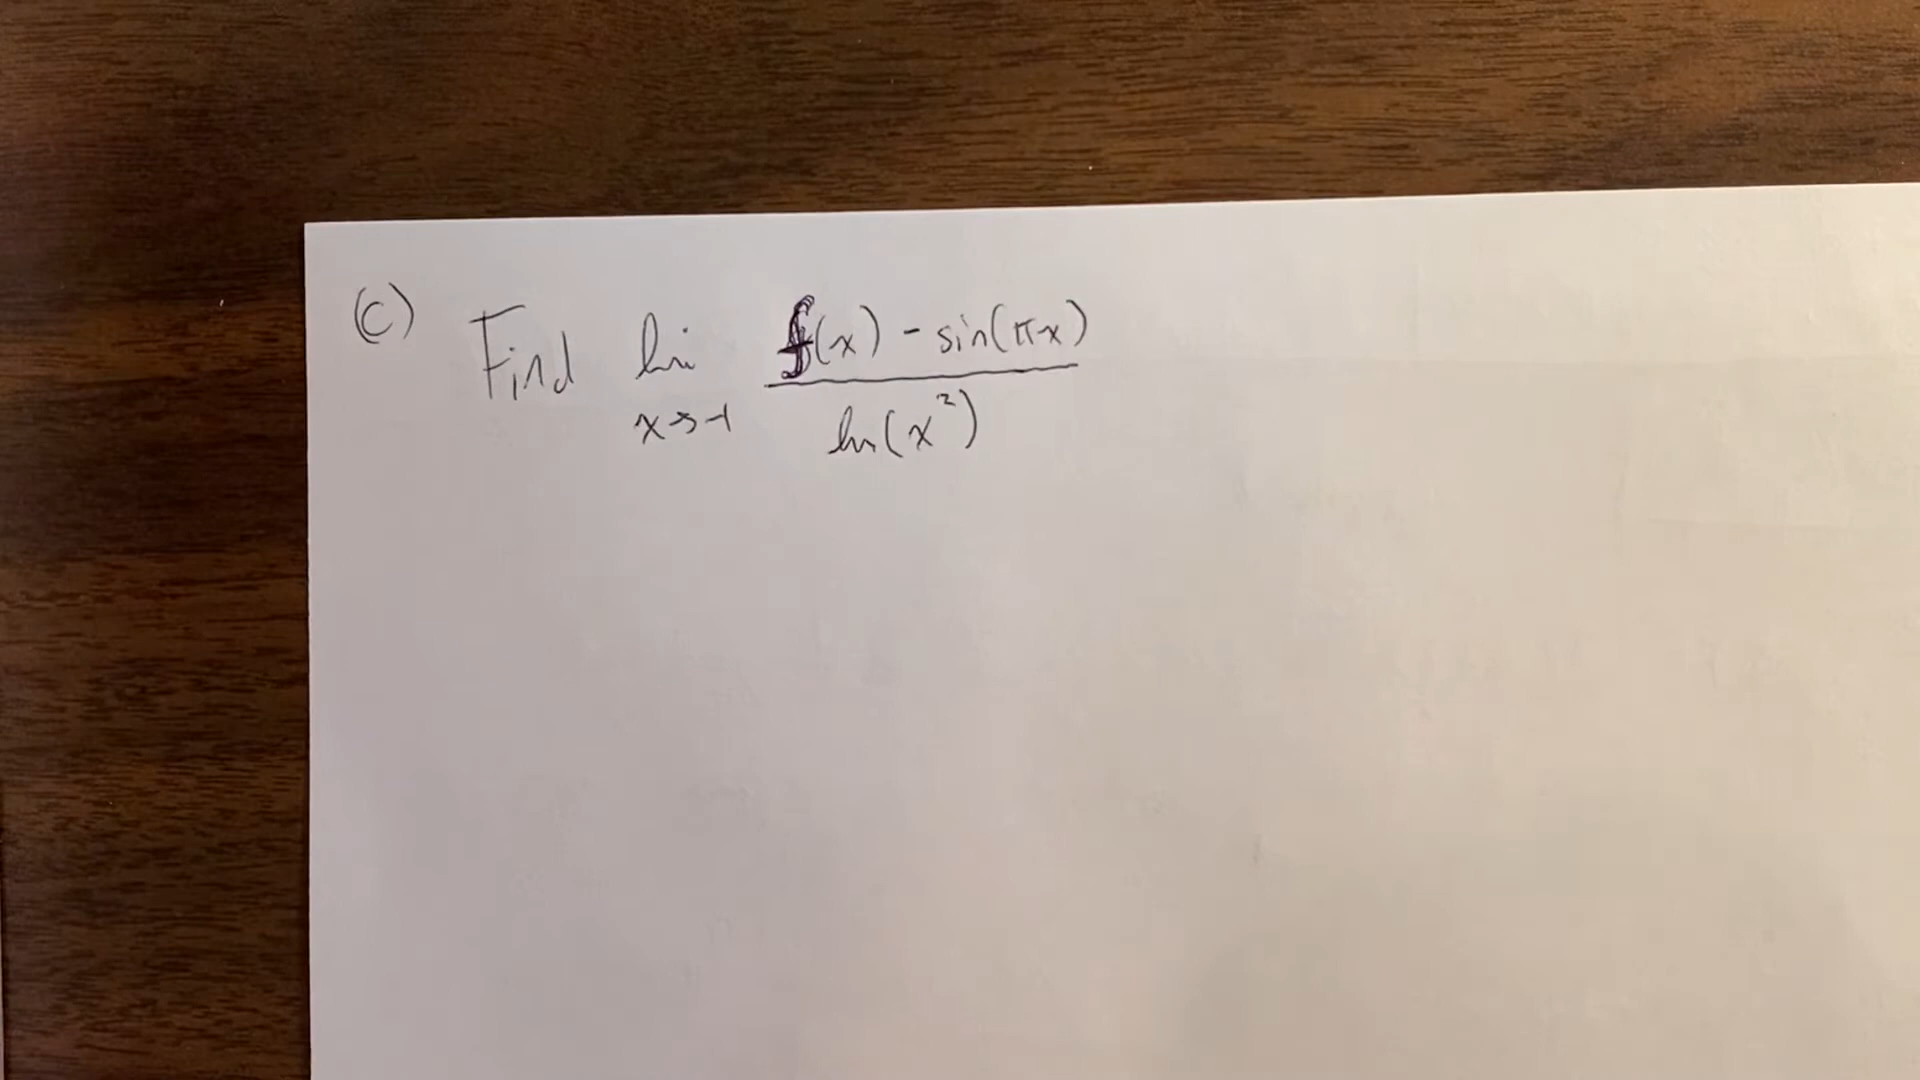 (c) Find lim f(x) - sin(πx)
x→-1 ln(x²)